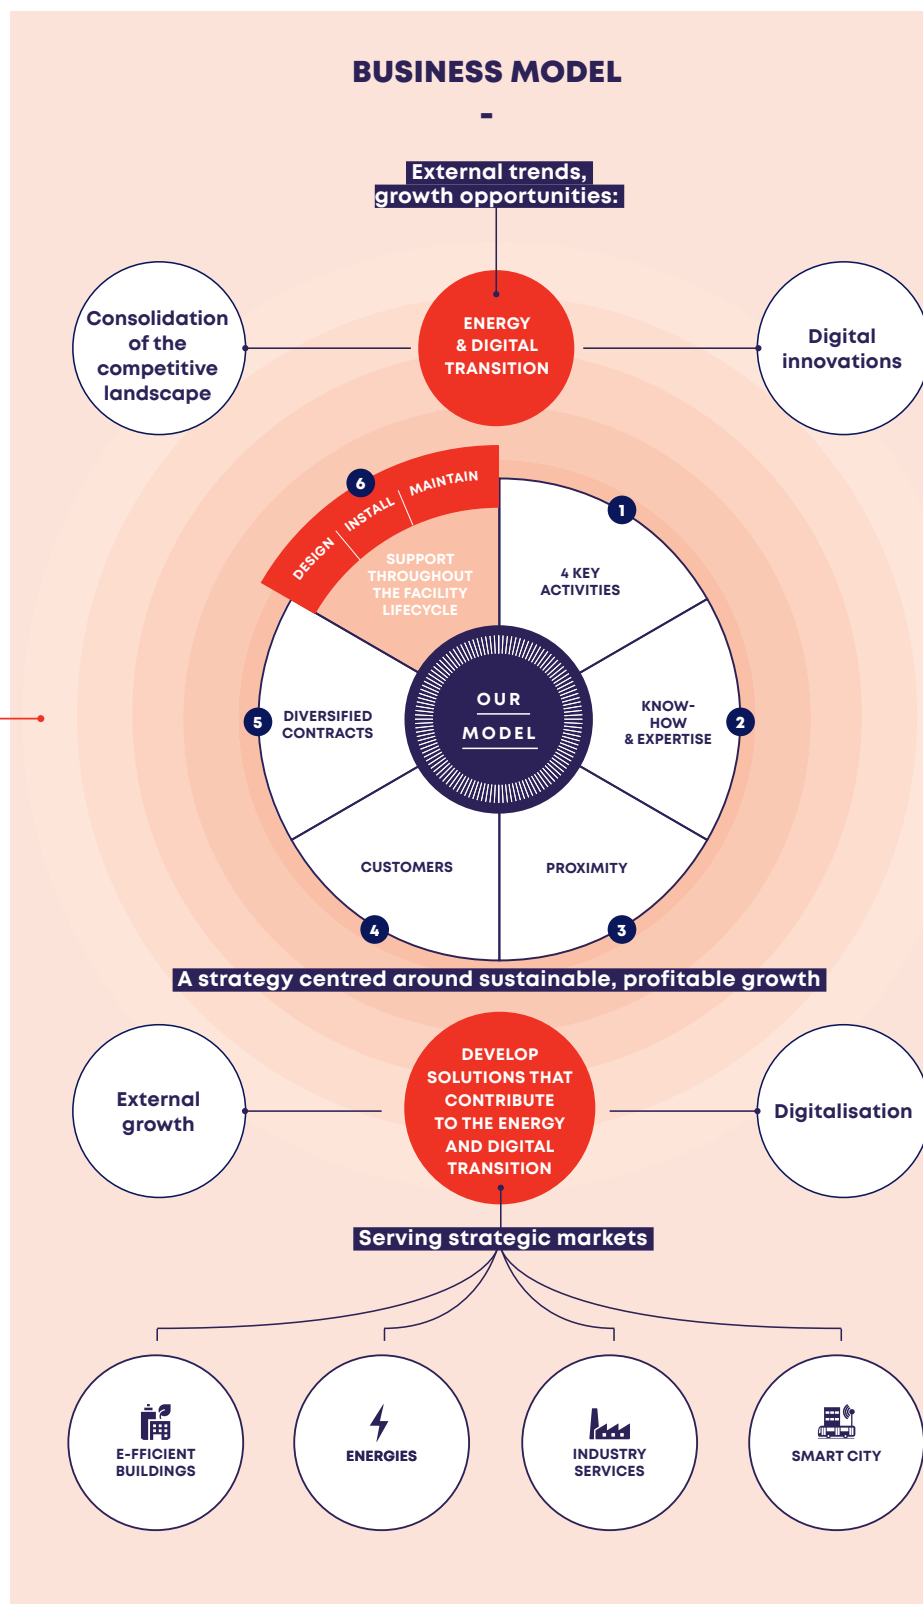 BUSINESS MODEL
-
External trends,
growth opportunities:
Consolidation
of the
competitive
landscape
ENERGY
& DIGITAL
TRANSITION
Digital
innovations
6
DESIGN
INSTALL
MAINTAIN
SUPPORT
THROUGHOUT
THE FACILITY
LIFECYCLE
1
4 KEY
ACTIVITIES
5
DIVERSIFIED
CONTRACTS
OUR
MODEL
KNOW-
HOW
& EXPERTISE
2
CUSTOMERS
4
PROXIMITY
3
A strategy centred around sustainable, profitable growth
External
growth
DEVELOP
SOLUTIONS THAT
CONTRIBUTE
TO THE ENERGY
AND DIGITAL
TRANSITION
Digitalisation
Serving strategic markets
E-FFICIENT
BUILDINGS
ENERGIES
INDUSTRY
SERVICES
SMART CITY